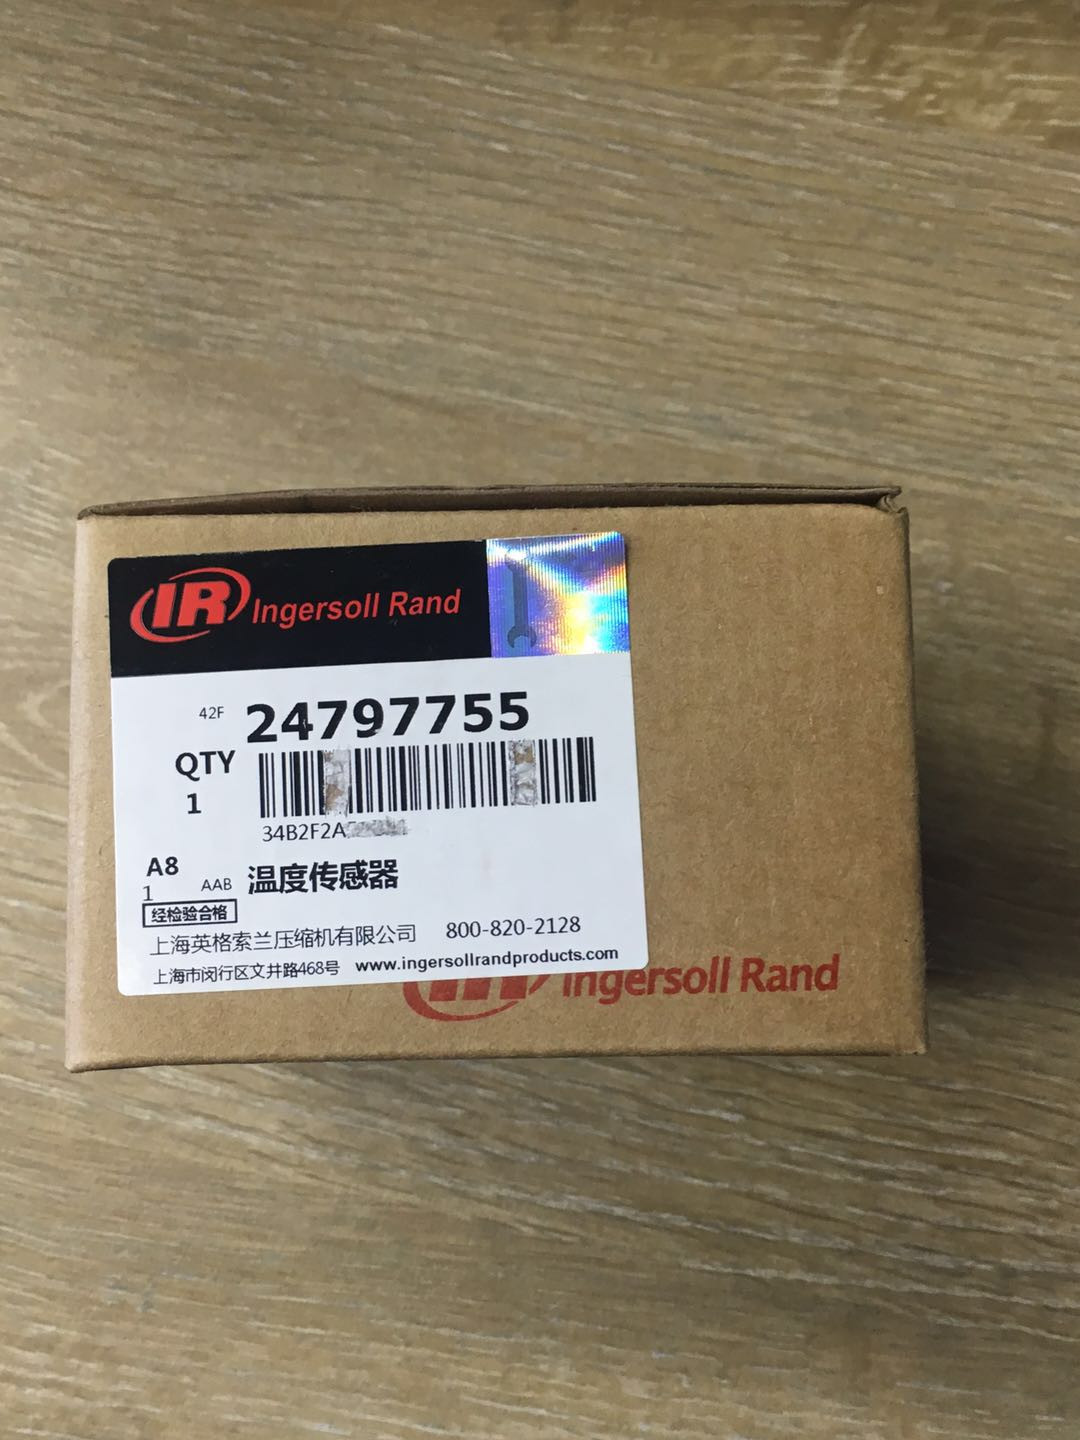 IR Ingersoll Rand
42F 24797755
QTY
1
34B2F2A
A8
1 AAB 温度传感器
经检验合格
上海英格索兰压缩机有限公司 800-820-2128
上海市闵行区文井路468号 www.ingersollrandproducts.com
IR Ingersoll Rand